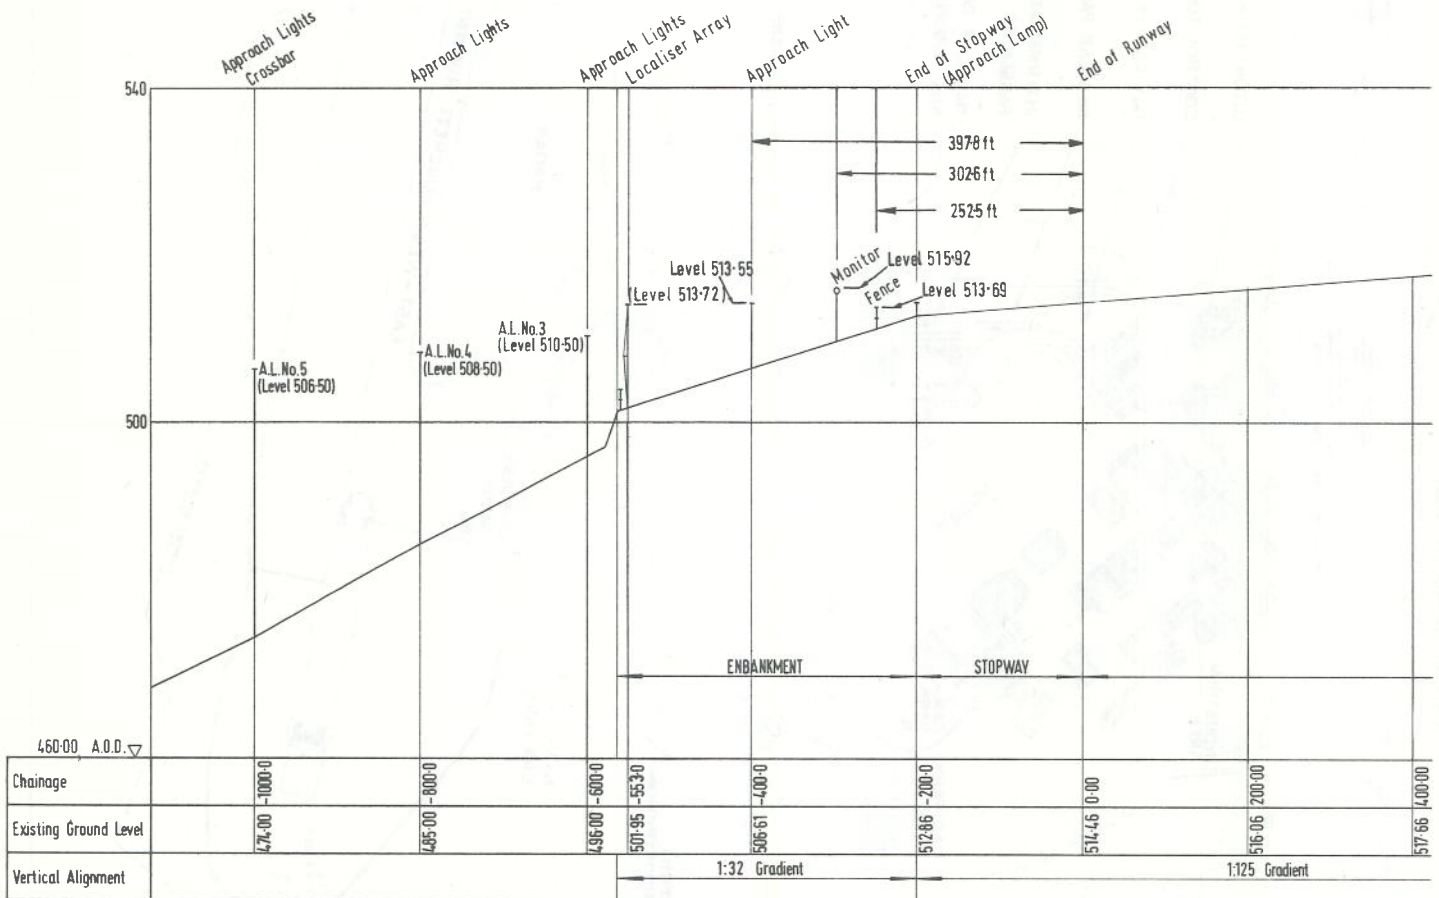 Approach Lights
Crossbar
Approach Lights
Approach Lights
Localiser Array
Approach Light
End of Stopway
(Approach Lamp)
End of Runway
540
397·8 ft
302·6 ft
252·5 ft
Level 513·55
(Level 513·72)
Monitor
Level 515·92
Fence
Level 513·69
A.L.No.3
(Level 510·50)
A.L.No.4
(Level 508·50)
A.L.No.5
(Level 506·50)
500
ENBANKMENT
STOPWAY
460·00 A.O.D.
Chainage
-1000·0
-800·0
-600·0
-553·0
-400·0
-200·0
0·00
200·00
400·00
Existing Ground Level
474·00
485·00
496·00
501·95
506·61
512·86
514·46
516·06
517·66
Vertical Alignment
1:32 Gradient
1:125 Gradient